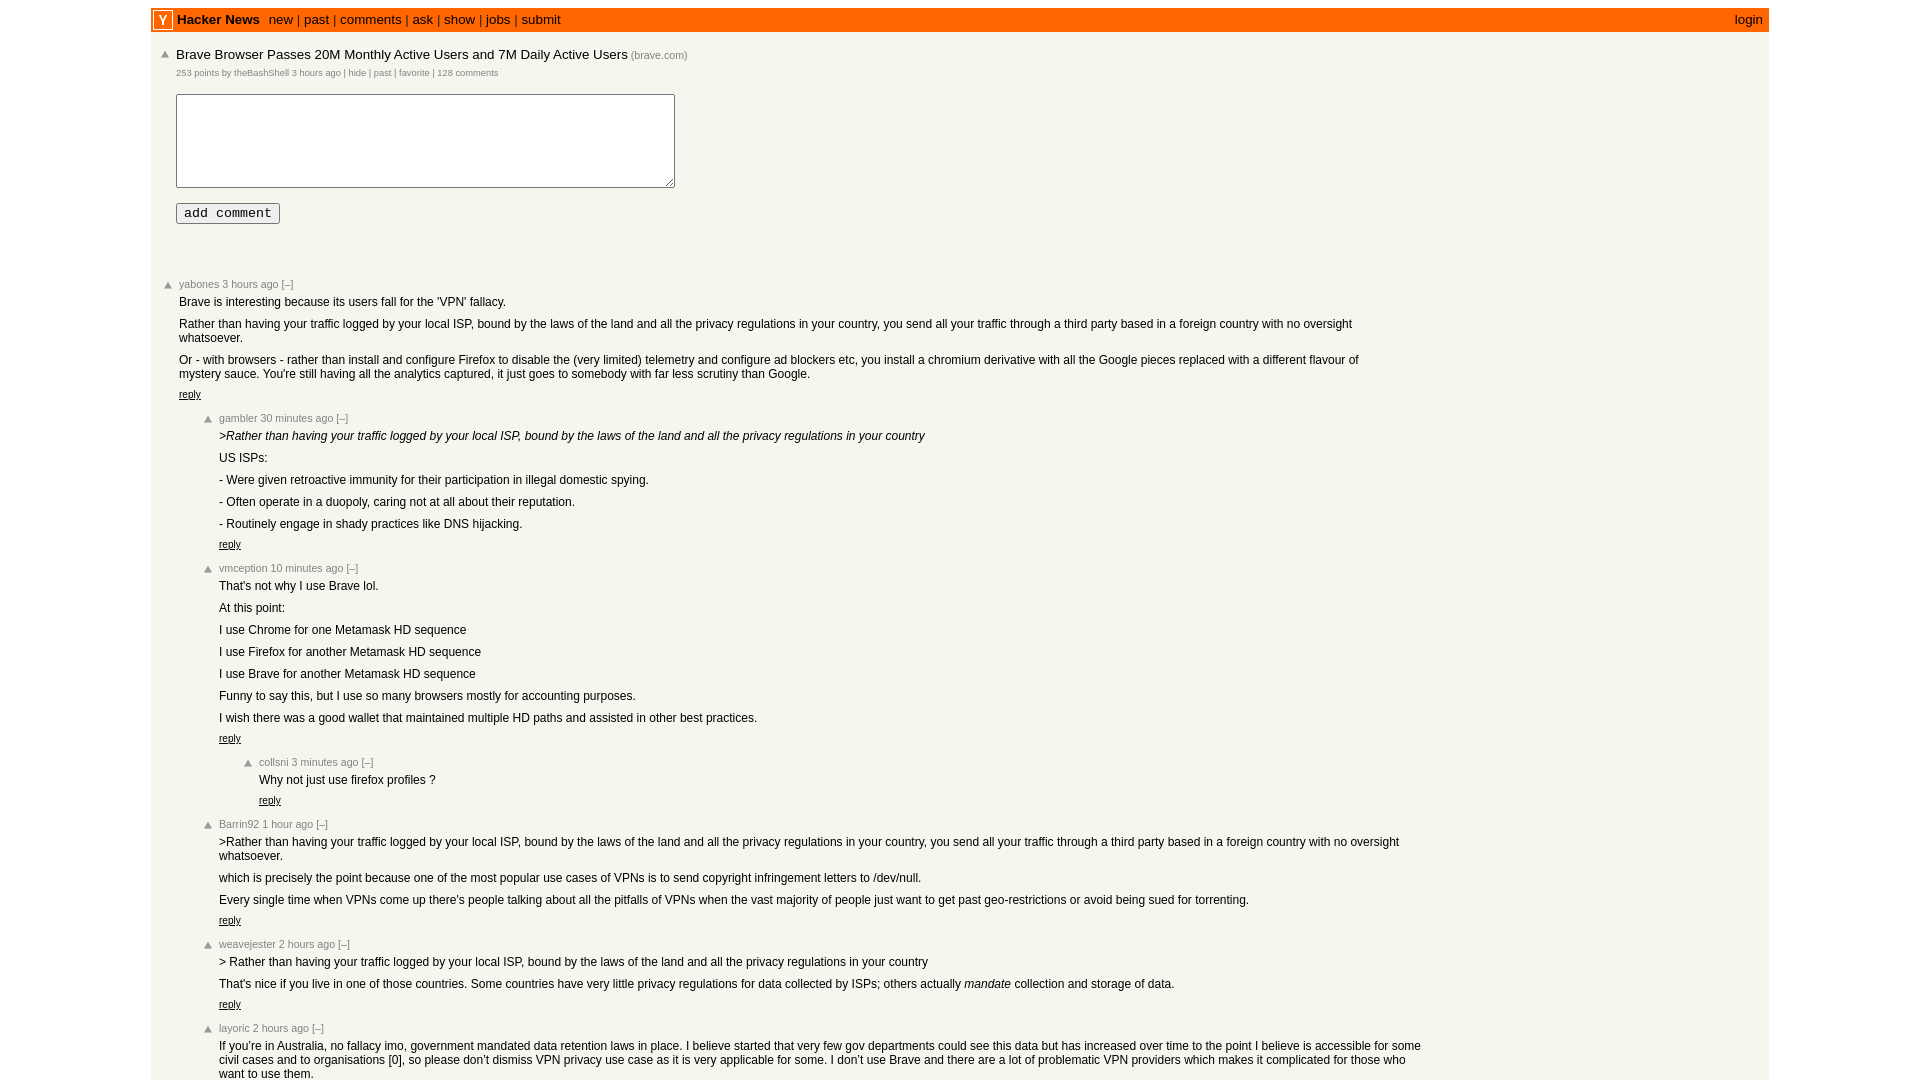 Y Hacker News new | past | comments | ask | show | jobs | submit login
Brave Browser Passes 20M Monthly Active Users and 7M Daily Active Users (brave.com)
253 points by theBashShell 3 hours ago | hide | past | favorite | 128 comments
add comment
yabones 3 hours ago [–]
Brave is interesting because its users fall for the 'VPN' fallacy.
Rather than having your traffic logged by your local ISP, bound by the laws of the land and all the privacy regulations in your country, you send all your traffic through a third party based in a foreign country with no oversight
whatsoever.
Or - with browsers - rather than install and configure Firefox to disable the (very limited) telemetry and configure ad blockers etc, you install a chromium derivative with all the Google pieces replaced with a different flavour of
mystery sauce. You're still having all the analytics captured, it just goes to somebody with far less scrutiny than Google.
reply
gambler 30 minutes ago [–]
>Rather than having your traffic logged by your local ISP, bound by the laws of the land and all the privacy regulations in your country
US ISPs:
- Were given retroactive immunity for their participation in illegal domestic spying.
- Often operate in a duopoly, caring not at all about their reputation.
- Routinely engage in shady practices like DNS hijacking.
reply
vmception 10 minutes ago [–]
That's not why I use Brave lol.
At this point:
I use Chrome for one Metamask HD sequence
I use Firefox for another Metamask HD sequence
I use Brave for another Metamask HD sequence
Funny to say this, but I use so many browsers mostly for accounting purposes.
I wish there was a good wallet that maintained multiple HD paths and assisted in other best practices.
reply
collsni 3 minutes ago [–]
Why not just use firefox profiles ?
reply
Barrin92 1 hour ago [–]
>Rather than having your traffic logged by your local ISP, bound by the laws of the land and all the privacy regulations in your country, you send all your traffic through a third party based in a foreign country with no oversight
whatsoever.
which is precisely the point because one of the most popular use cases of VPNs is to send copyright infringement letters to /dev/null.
Every single time when VPNs come up there's people talking about all the pitfalls of VPNs when the vast majority of people just want to get past geo-restrictions or avoid being sued for torrenting.
reply
weavejester 2 hours ago [–]
> Rather than having your traffic logged by your local ISP, bound by the laws of the land and all the privacy regulations in your country
That's nice if you live in one of those countries. Some countries have very little privacy regulations for data collected by ISPs; others actually mandate collection and storage of data.
reply
layoric 2 hours ago [–]
If you’re in Australia, no fallacy imo, government mandated data retention laws in place. I believe started that very few gov departments could see this data but has increased over time to the point I believe is accessible for some
civil cases and to organisations [0], so please don’t dismiss VPN privacy use case as it is very applicable for some. I don’t use Brave and there are a lot of problematic VPN providers which makes it complicated for those who
want to use them.